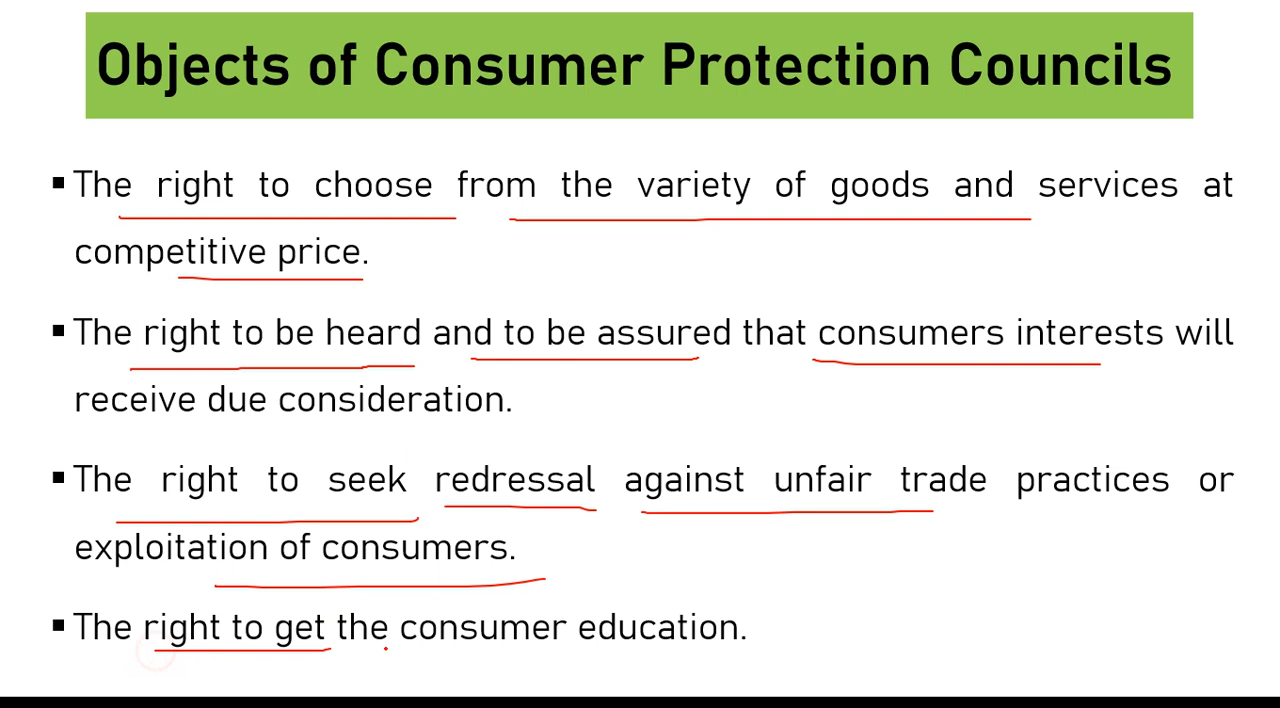 Objects of Consumer Protection Councils
▪ The right to choose from the variety of goods and services at
competitive price.
▪ The right to be heard and to be assured that consumers interests will
receive due consideration.
▪ The right to seek redressal against unfair trade practices or
exploitation of consumers.
▪ The right to get the consumer education.